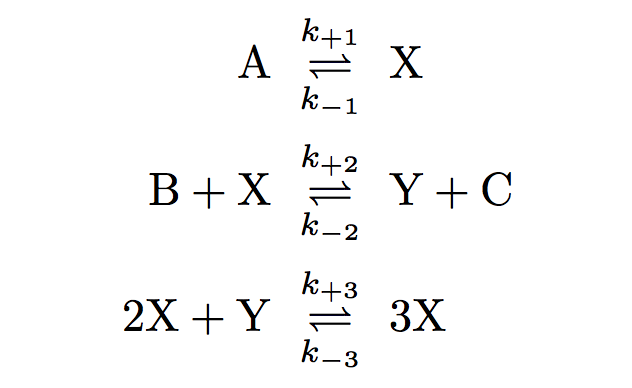 k₊₁
A ⇌ X
k₋₁
k₊₂
B + X ⇌ Y + C
k₋₂
k₊₃
2X + Y ⇌ 3X
k₋₃